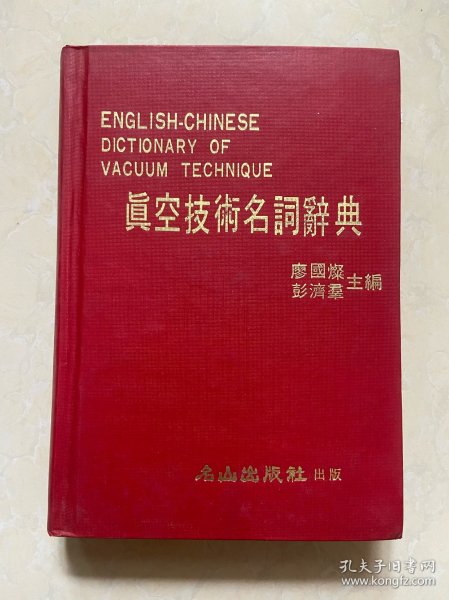 ENGLISH-CHINESE
DICTIONARY OF
VACUUM TECHNIQUE
眞空技術名詞辭典
廖國燦
彭濟羣
主編
名山出版社 出版
孔夫子旧书网
www.kongfz.com